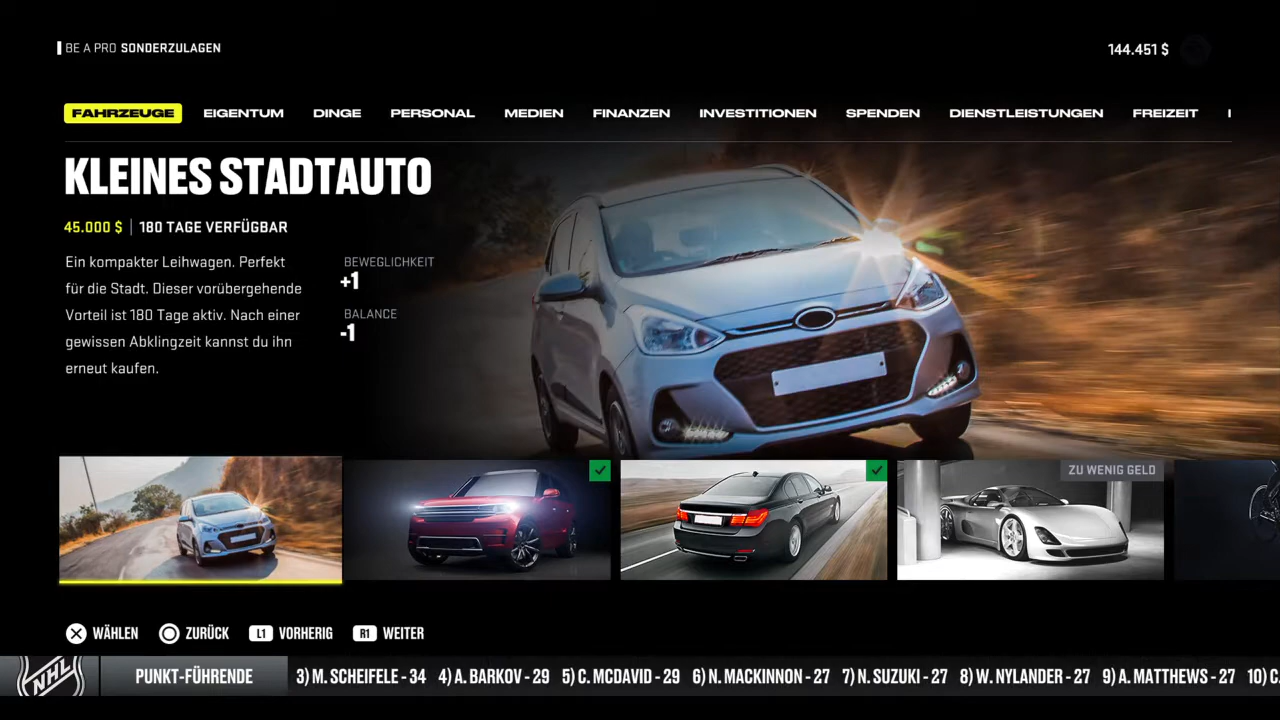 BE A PRO SONDERZULAGEN
144.451 $
FAHRZEUGE EIGENTUM DINGE PERSONAL MEDIEN FINANZEN INVESTITIONEN SPENDEN DIENSTLEISTUNGEN FREIZEIT
KLEINES STADTAUTO
45.000 $ | 180 TAGE VERFÜGBAR
Ein kompakter Leihwagen. Perfekt
für die Stadt. Dieser vorübergehende
Vorteil ist 180 Tage aktiv. Nach einer
gewissen Abklingzeit kannst du ihn
erneut kaufen.
BEWEGLICHKEIT
+1
BALANCE
-1
ZU WENIG GELD
WÄHLEN ZURÜCK L1 VORHERIG R1 WEITER
NHL PUNKT-FÜHRENDE 3) M. SCHEIFELE - 34 4) A. BARKOV - 29 5) C. MCDAVID - 29 6) N. MACKINNON - 27 7) N. SUZUKI - 27 8) W. NYLANDER - 27 9) A. MATTHEWS - 27 10) C.